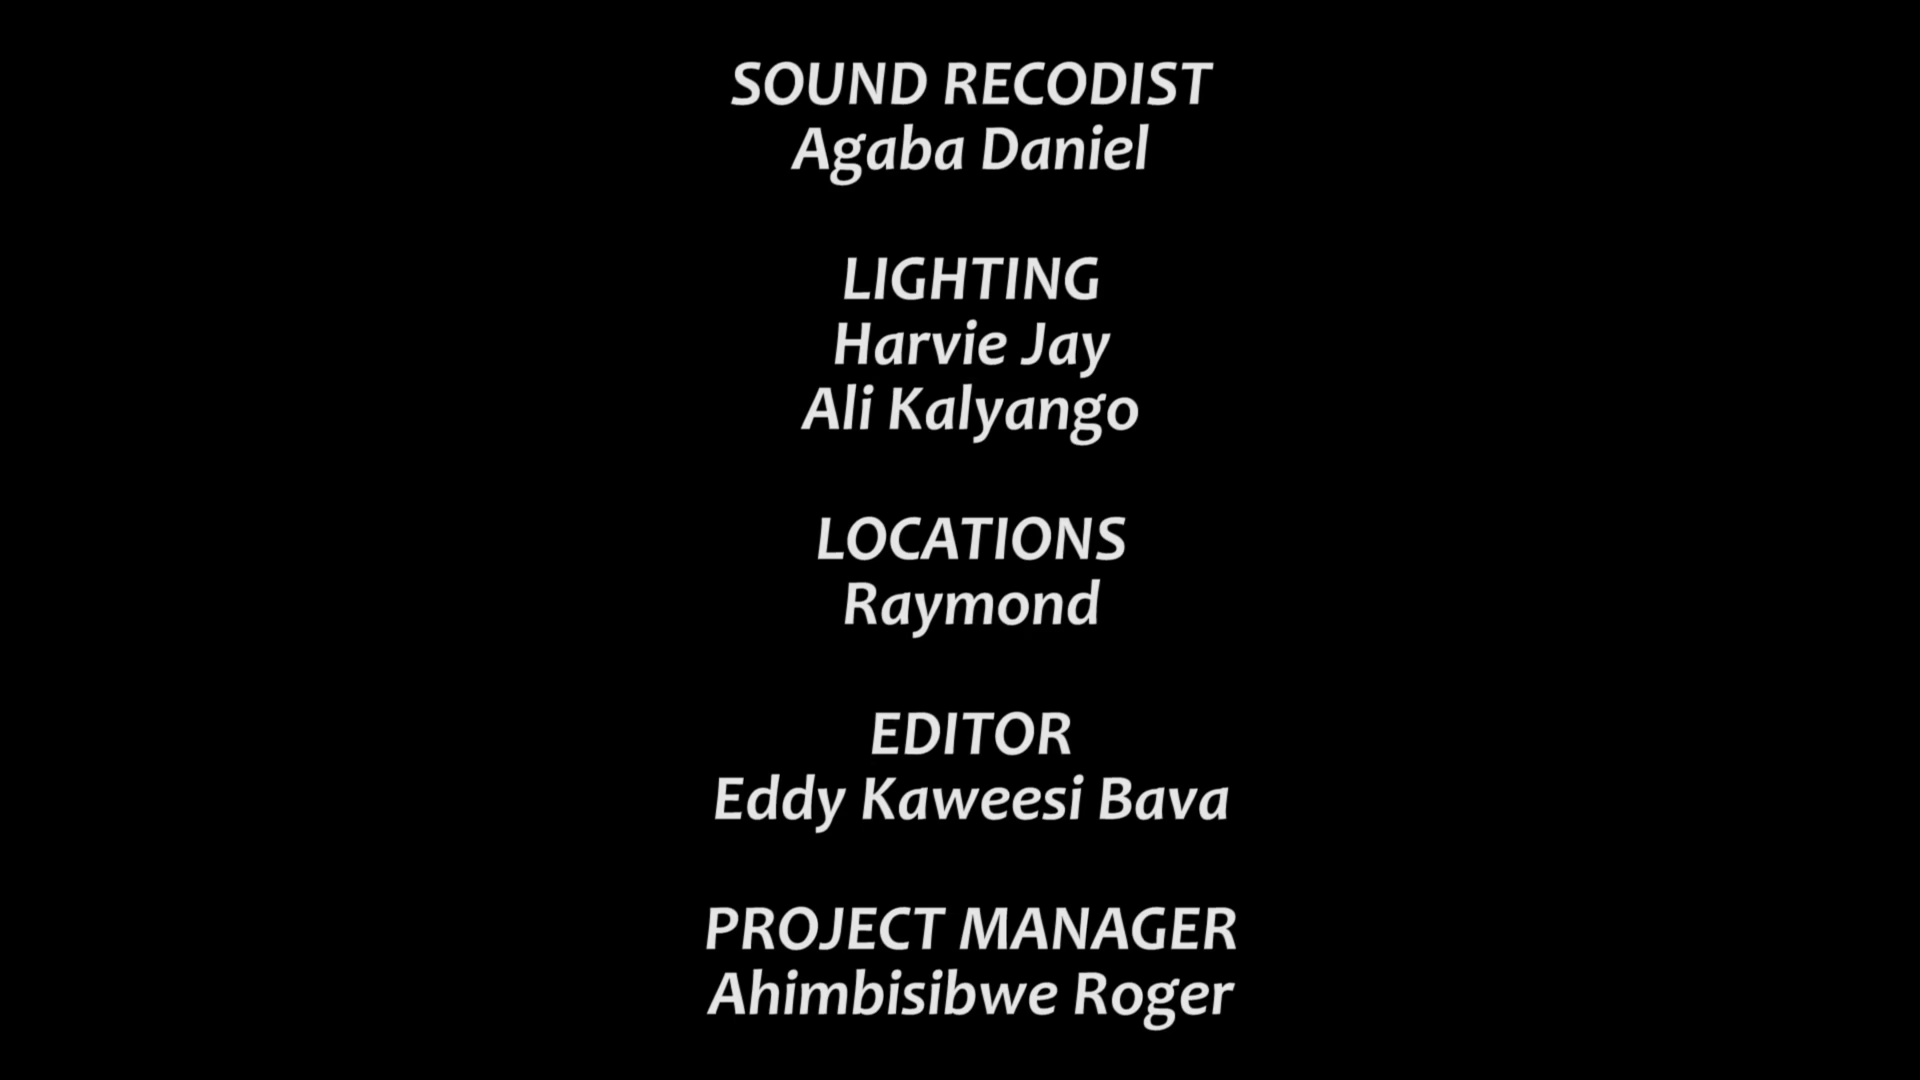 SOUND RECODIST
Agaba Daniel
LIGHTING
Harvie Jay
Ali Kalyango
LOCATIONS
Raymond
EDITOR
Eddy Kaweesi Bava
PROJECT MANAGER
Ahimbisibwe Roger